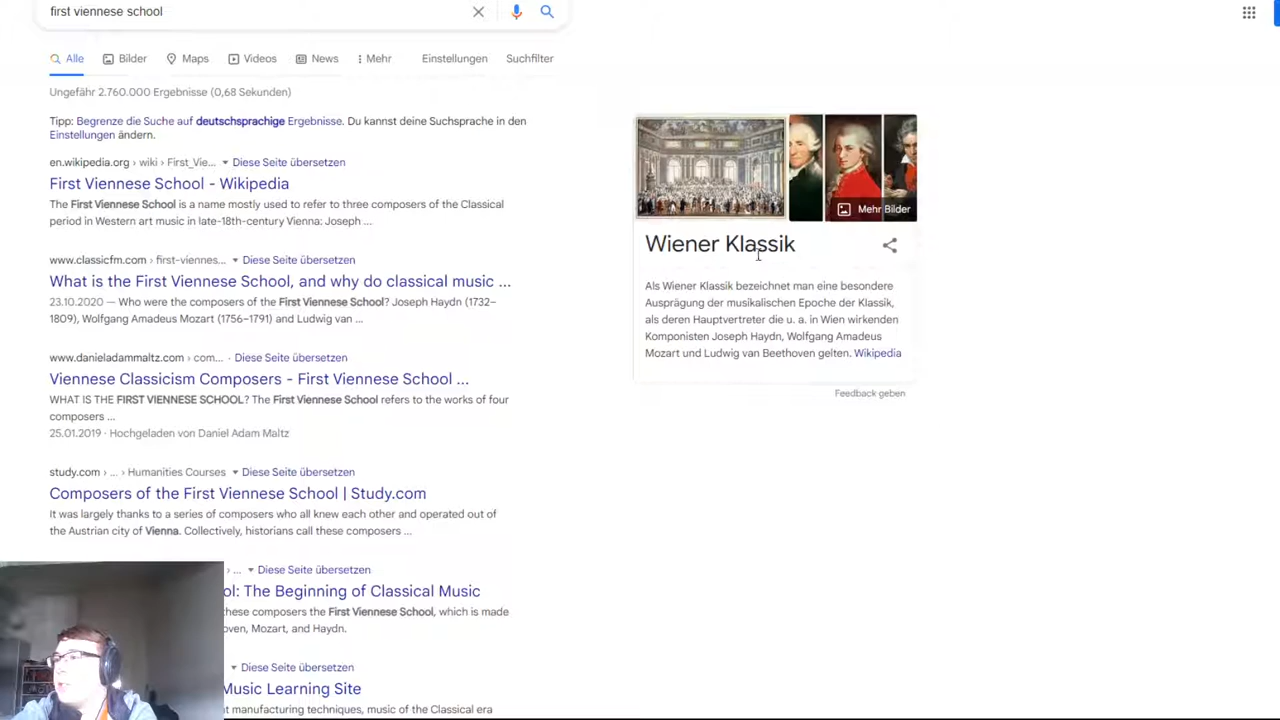 first viennese school
Alle Bilder Maps Videos News Mehr Einstellungen Suchfilter
Ungefähr 2.760.000 Ergebnisse (0,68 Sekunden)
Tipp: Begrenze die Suche auf deutschsprachige Ergebnisse. Du kannst deine Suchsprache in den
Einstellungen ändern.
en.wikipedia.org › wiki › First_Vie... Diese Seite übersetzen
First Viennese School - Wikipedia
The First Viennese School is a name mostly used to refer to three composers of the Classical
period in Western art music in late-18th-century Vienna: Joseph ...
www.classicfm.com › first-viennes... Diese Seite übersetzen
What is the First Viennese School, and why do classical music ...
23.10.2020 — Who were the composers of the First Viennese School? Joseph Haydn (1732–
1809), Wolfgang Amadeus Mozart (1756–1791) and Ludwig van ...
www.danieladammaltz.com › com... Diese Seite übersetzen
Viennese Classicism Composers - First Viennese School ...
WHAT IS THE FIRST VIENNESE SCHOOL? The First Viennese School refers to the works of four
composers ...
25.01.2019 · Hochgeladen von Daniel Adam Maltz
study.com › ... › Humanities Courses Diese Seite übersetzen
Composers of the First Viennese School | Study.com
It was largely thanks to a series of composers who all knew each other and operated out of
the Austrian city of Vienna. Collectively, historians call these composers ...
› ... Diese Seite übersetzen
ol: The Beginning of Classical Music
these composers the First Viennese School, which is made
oven, Mozart, and Haydn.
Diese Seite übersetzen
Music Learning Site
t manufacturing techniques, music of the Classical era
Mehr Bilder
Wiener Klassik
Als Wiener Klassik bezeichnet man eine besondere
Ausprägung der musikalischen Epoche der Klassik,
als deren Hauptvertreter die u. a. in Wien wirkenden
Komponisten Joseph Haydn, Wolfgang Amadeus
Mozart und Ludwig van Beethoven gelten. Wikipedia
Feedback geben